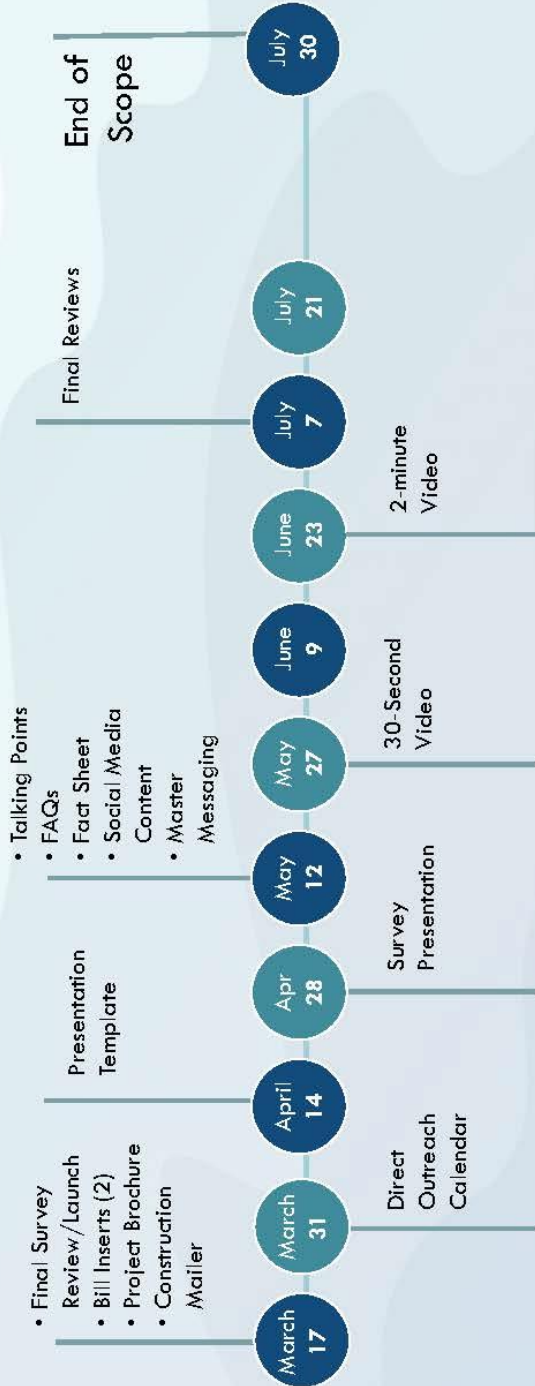 • Final Survey
Review/Launch
• Bill Inserts (2)
• Project Brochure
• Construction
Mailer
Presentation
Template
• Talking Points
• FAQs
• Fact Sheet
• Social Media
Content
• Master
Messaging
Final Reviews
End of
Scope
March
17
March
31
April
14
Apr
28
May
12
May
27
June
9
June
23
July
7
July
21
July
30
Direct
Outreach
Calendar
Survey
Presentation
30-Second
Video
2-minute
Video